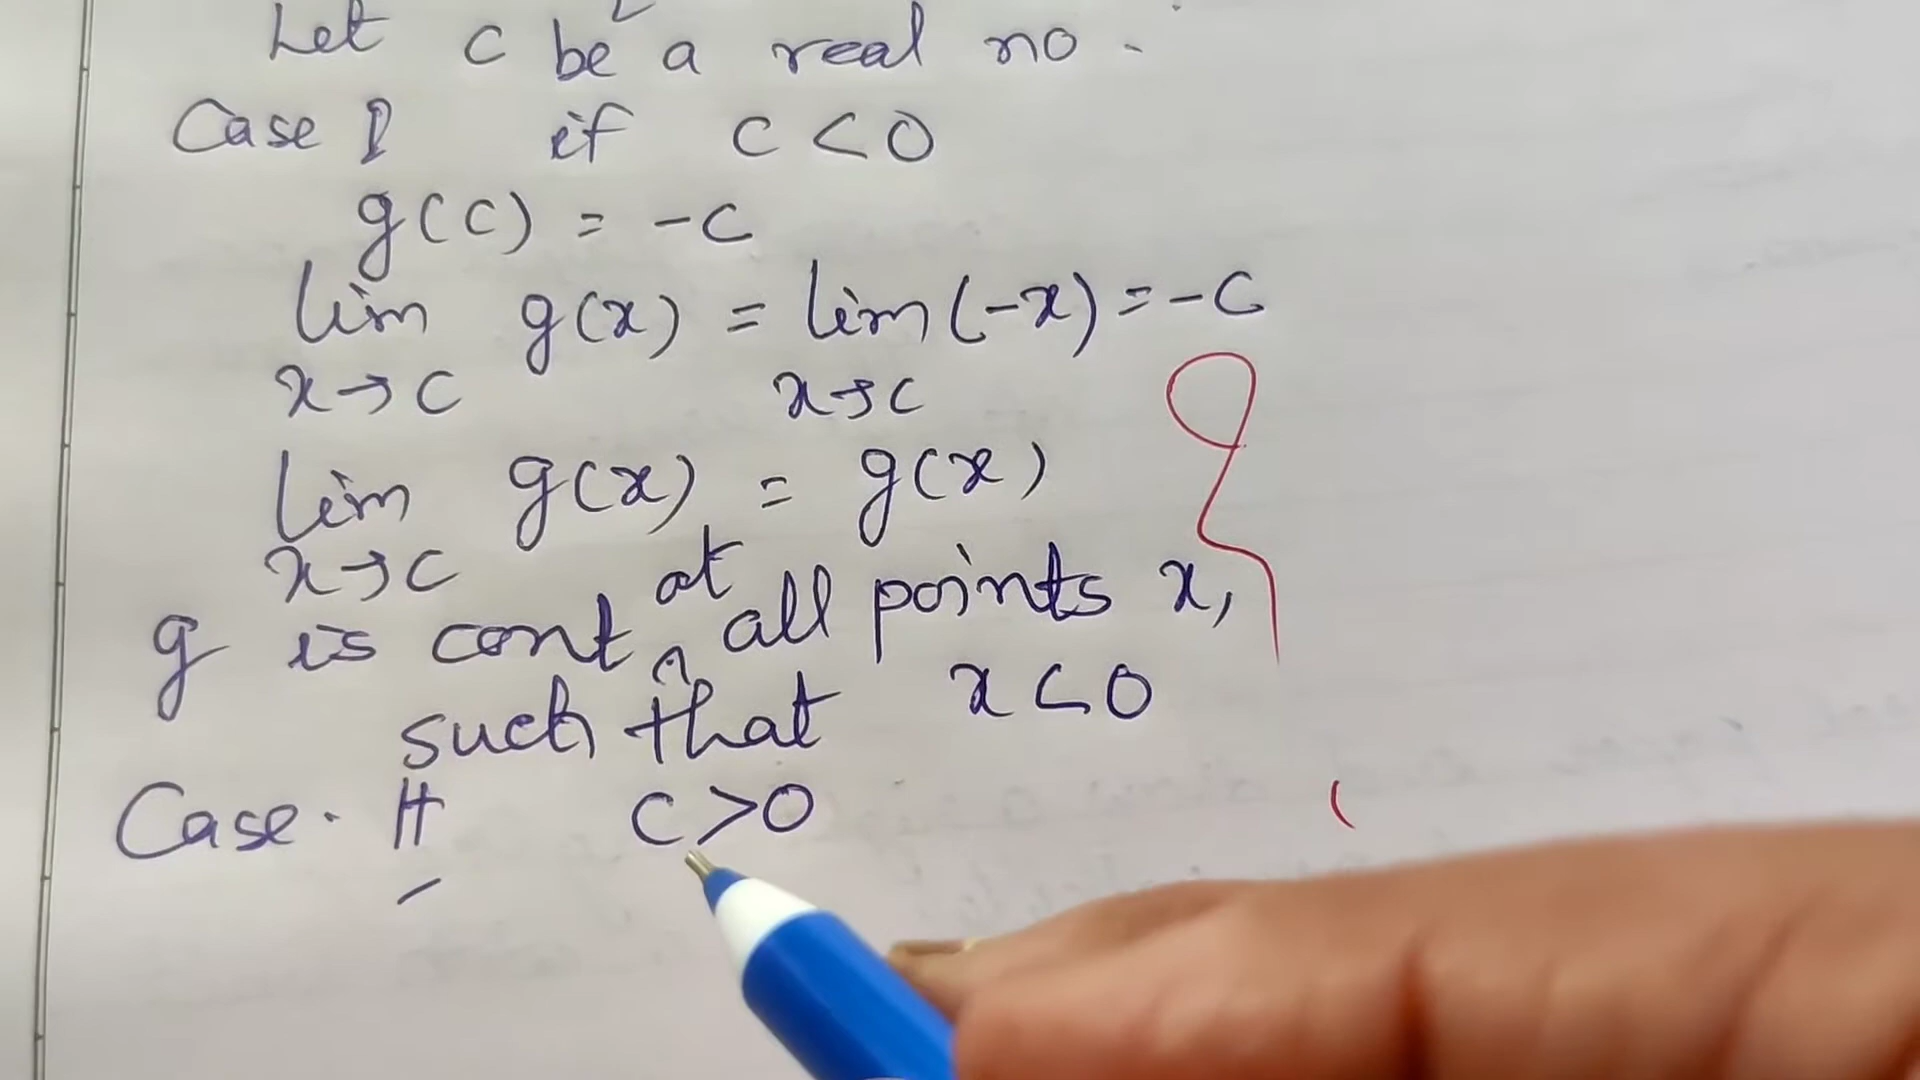 Let c be a real no.
Case I if c < 0
g(c) = -c
lim g(x) = lim (-x) = -c
x→c x→c
lim g(x) = g(x)
x→c
g is cont at all points x,
such that x < 0
Case. II c > 0